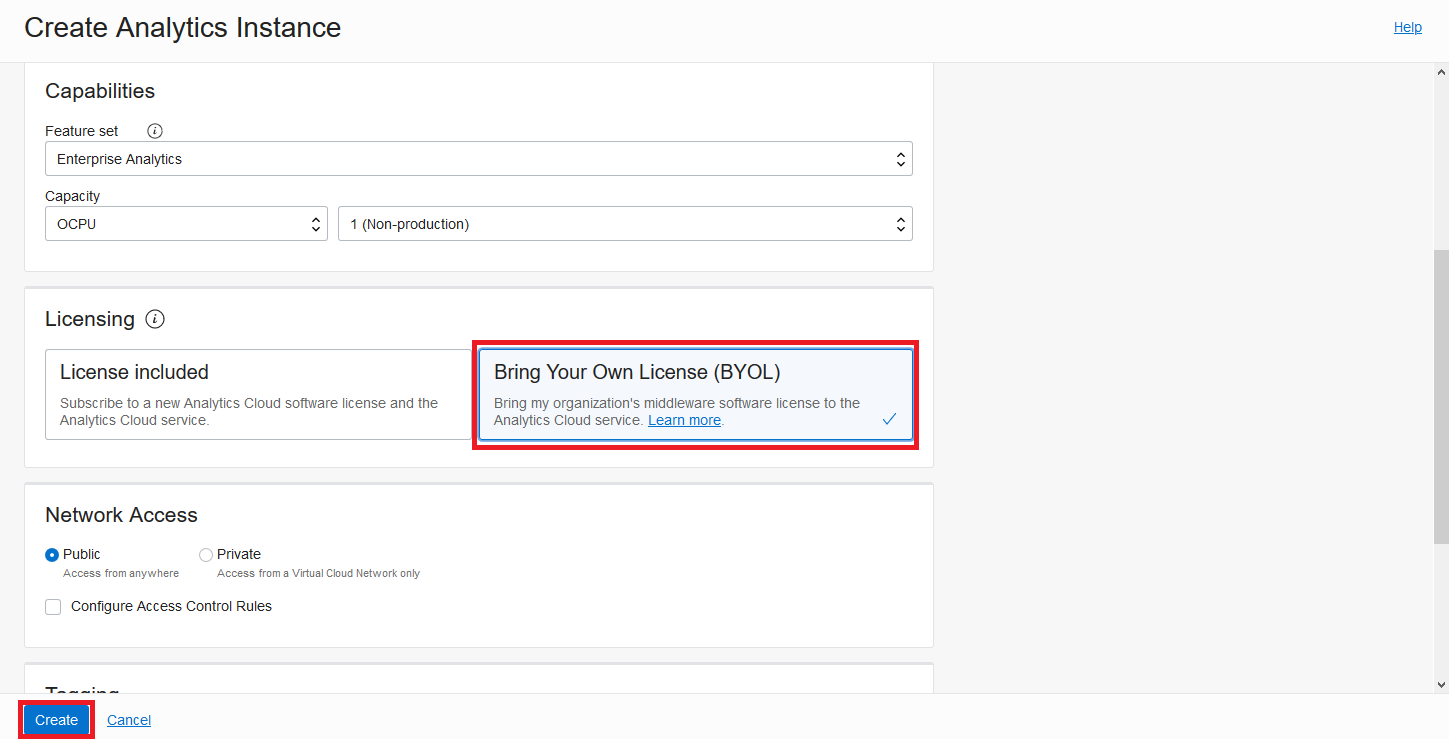 Create Analytics Instance
Help
Capabilities
Feature set
Enterprise Analytics
Capacity
OCPU
1 (Non-production)
Licensing
License included
Subscribe to a new Analytics Cloud software license and the
Analytics Cloud service.
Bring Your Own License (BYOL)
Bring my organization's middleware software license to the
Analytics Cloud service. Learn more.
Network Access
Public
Access from anywhere
Private
Access from a Virtual Cloud Network only
Configure Access Control Rules
Tagging
Create
Cancel